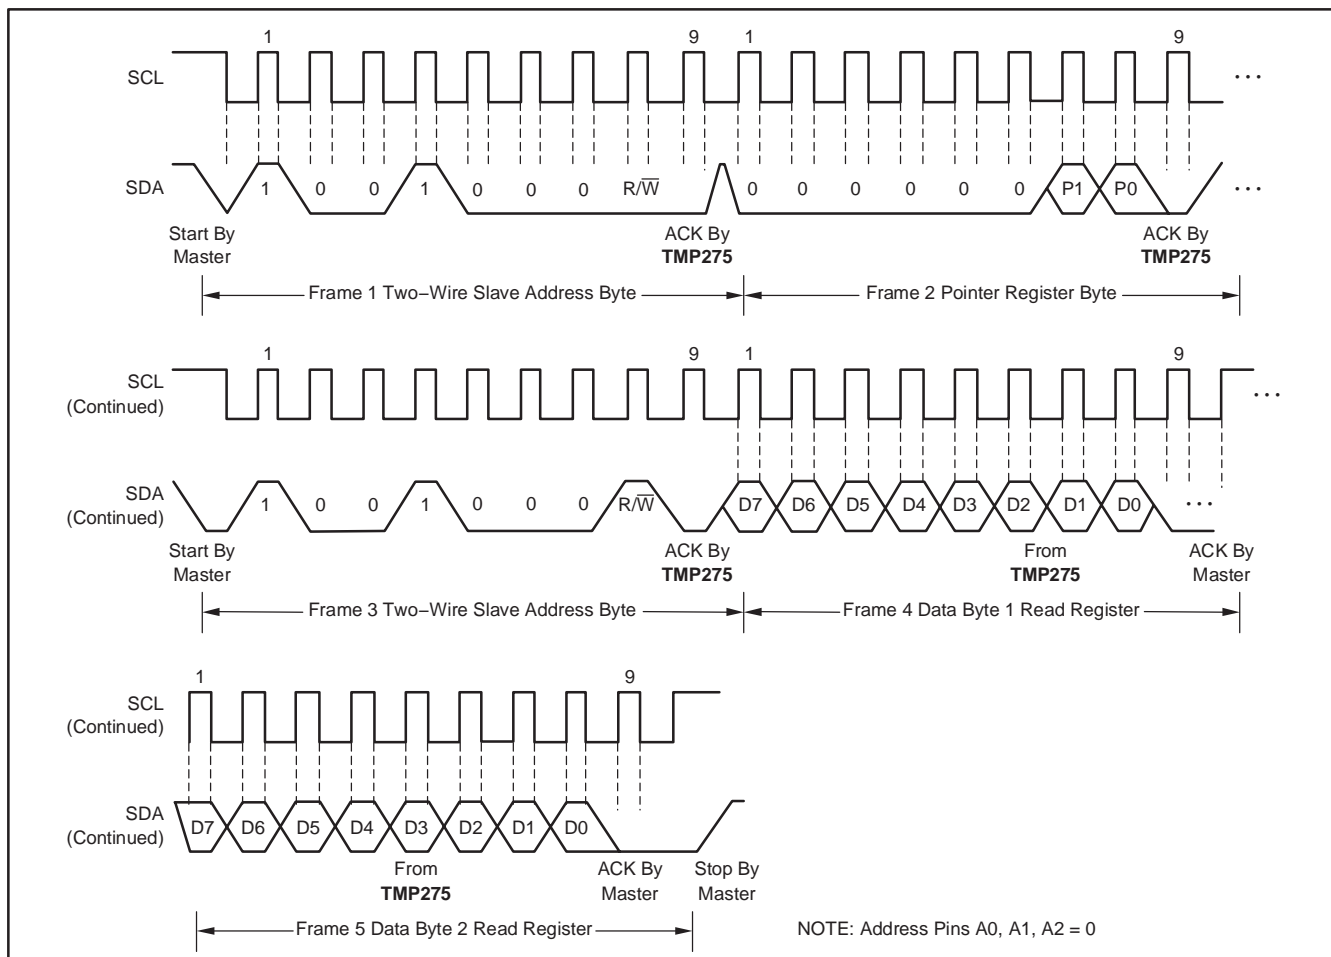 1 9 1 9
SCL ...
SDA 1 0 0 1 0 0 0 R/W̅ 0 0 0 0 0 0 P1 P0 ...
Start By Master
ACK By TMP275
ACK By TMP275
Frame 1 Two−Wire Slave Address Byte
Frame 2 Pointer Register Byte
1 9 1 9
SCL (Continued) ...
SDA (Continued) 1 0 0 1 0 0 0 R/W̅ D7 D6 D5 D4 D3 D2 D1 D0 ...
Start By Master
ACK By TMP275
From TMP275
ACK By Master
Frame 3 Two−Wire Slave Address Byte
Frame 4 Data Byte 1 Read Register
1 9
SCL (Continued)
SDA (Continued) D7 D6 D5 D4 D3 D2 D1 D0
From TMP275
ACK By Master
Stop By Master
Frame 5 Data Byte 2 Read Register
NOTE: Address Pins A0, A1, A2 = 0